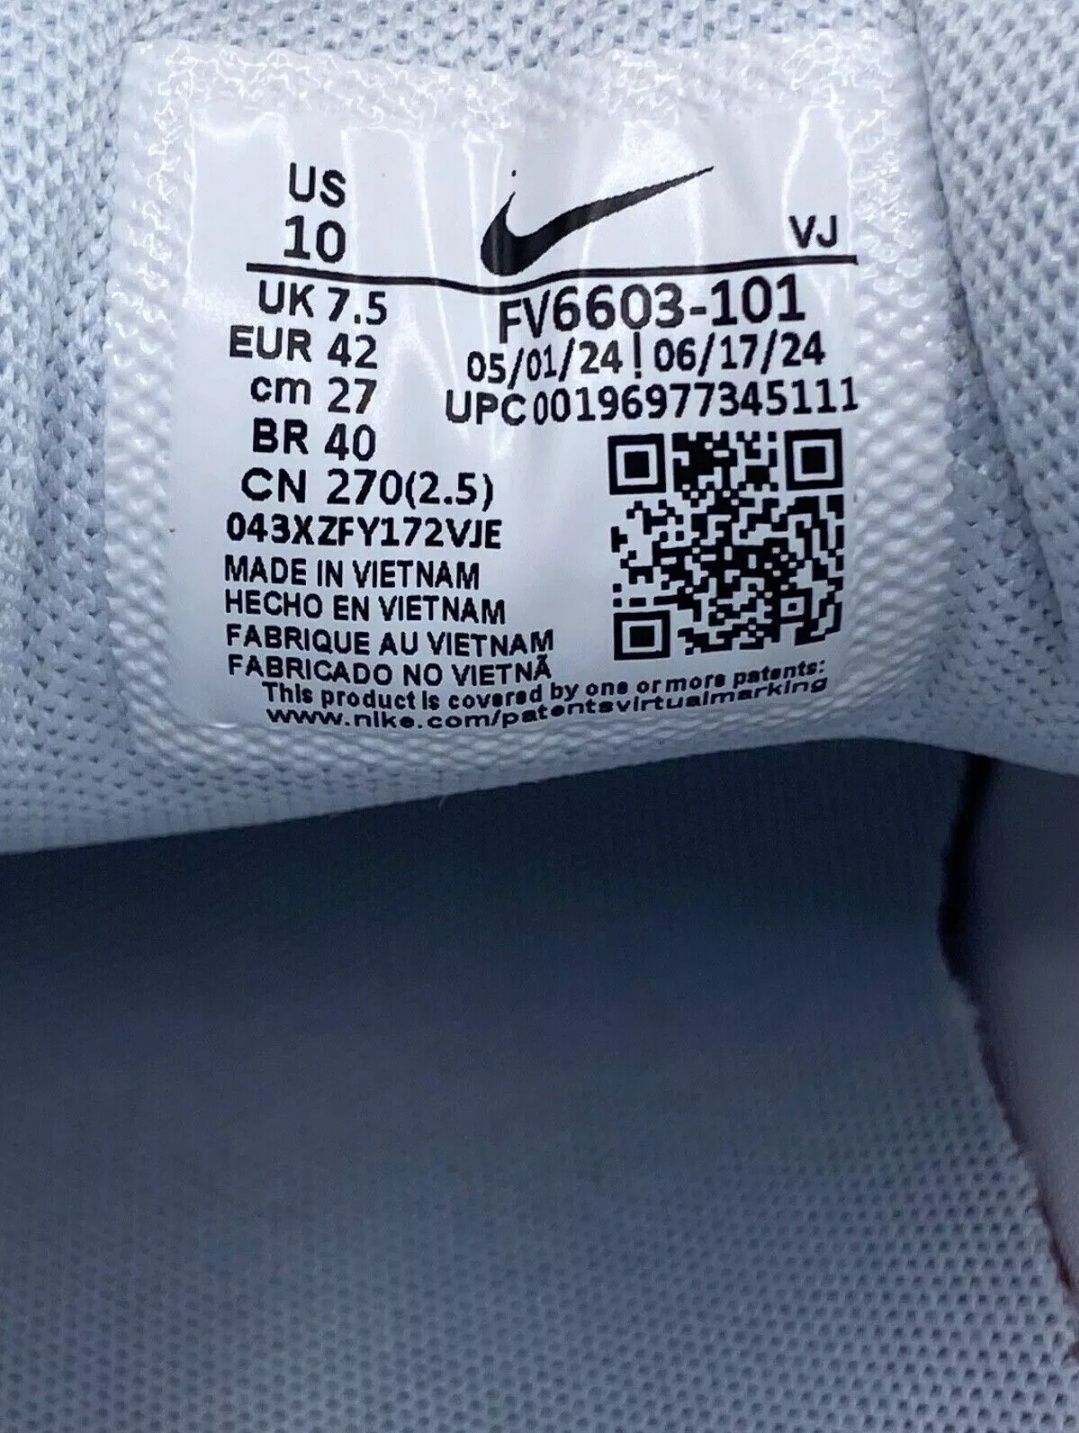 US
10
VJ
UK 7.5
EUR 42
cm 27
BR 40
CN 270(2.5)
FV6603-101
05/01/24 | 06/17/24
UPC00196977345111
043XZFY172VJE
MADE IN VIETNAM
HECHO EN VIETNAM
FABRIQUE AU VIETNAM
FABRICADO NO VIETNÃ
This product is covered by one or more patents:
www.nike.com/patentsvirtualmarking